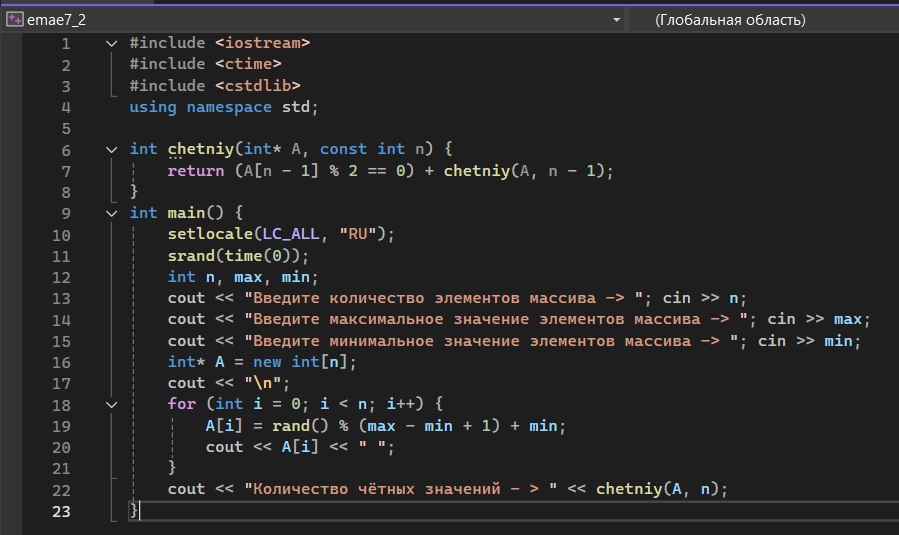 emae7_2 (Глобальная область)
1 #include <iostream>
2 #include <ctime>
3 #include <cstdlib>
4 using namespace std;
5
6 int chetniy(int* A, const int n) {
7 return (A[n - 1] % 2 == 0) + chetniy(A, n - 1);
8 }
9 int main() {
10 setlocale(LC_ALL, "RU");
11 srand(time(0));
12 int n, max, min;
13 cout << "Введите количество элементов массива -> "; cin >> n;
14 cout << "Введите максимальное значение элементов массива -> "; cin >> max;
15 cout << "Введите минимальное значение элементов массива -> "; cin >> min;
16 int* A = new int[n];
17 cout << "\n";
18 for (int i = 0; i < n; i++) {
19 A[i] = rand() % (max - min + 1) + min;
20 cout << A[i] << " ";
21 }
22 cout << "Количество чётных значений - > " << chetniy(A, n);
23 }